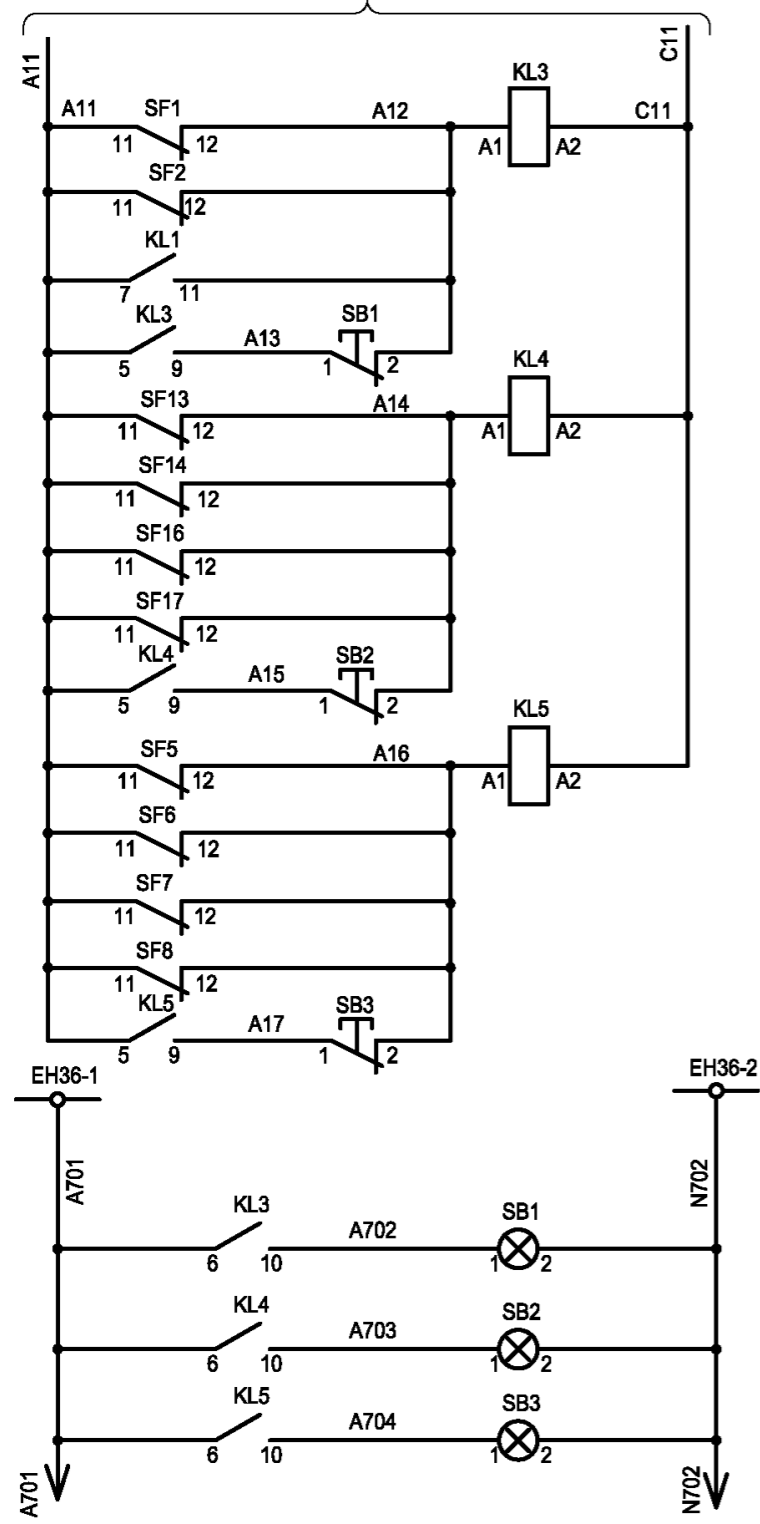 A11
C11
KL3
A11 SF1 A12 C11
11 12 A1 A2
SF2
11 12
KL1
7 11
KL3 A13 SB1
5 9 1 2
KL4
SF13 A14
11 12 A1 A2
SF14
11 12
SF16
11 12
SF17
11 12
KL4 A15 SB2
5 9 1 2
KL5
SF5 A16
11 12 A1 A2
SF6
11 12
SF7
11 12
SF8
11 12
KL5 A17 SB3
5 9 1 2
EH36-1 EH36-2
A701 N702
KL3 A702 SB1
6 10 1 2
KL4 A703 SB2
6 10 1 2
KL5 A704 SB3
6 10 1 2
A701 N702